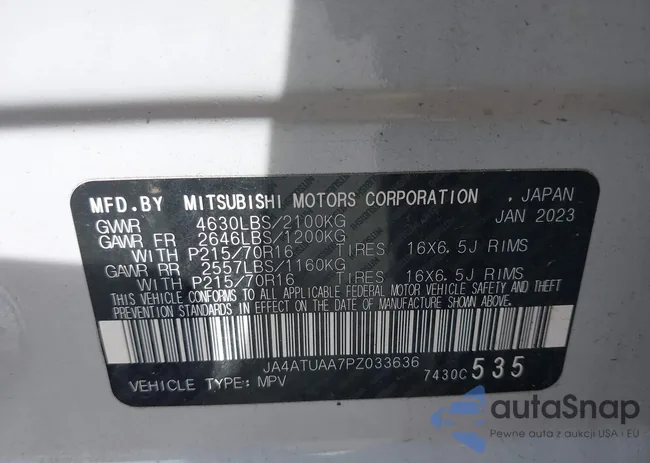 MFD.BY MITSUBISHI MOTORS CORPORATION , JAPAN
GVWR 4630LBS/2100KG JAN 2023
GAWR FR 2646LBS/1200KG
WITH P215/70R16 TIRES 16X6.5J RIMS
GAWR RR 2557LBS/1160KG
WITH P215/70R16 TIRES 16X6.5J RIMS
THIS VEHICLE CONFORMS TO ALL APPLICABLE FEDERAL MOTOR VEHICLE SAFETY, BUMPER, AND THEFT
PREVENTION STANDARDS IN EFFECT ON THE DATE OF MANUFACTURE SHOWN ABOVE.
JA4ATUAA7PZ033636 7430C 535
VEHICLE TYPE: MPV
autoSnap
Pewne auta z aukcji USA i EU